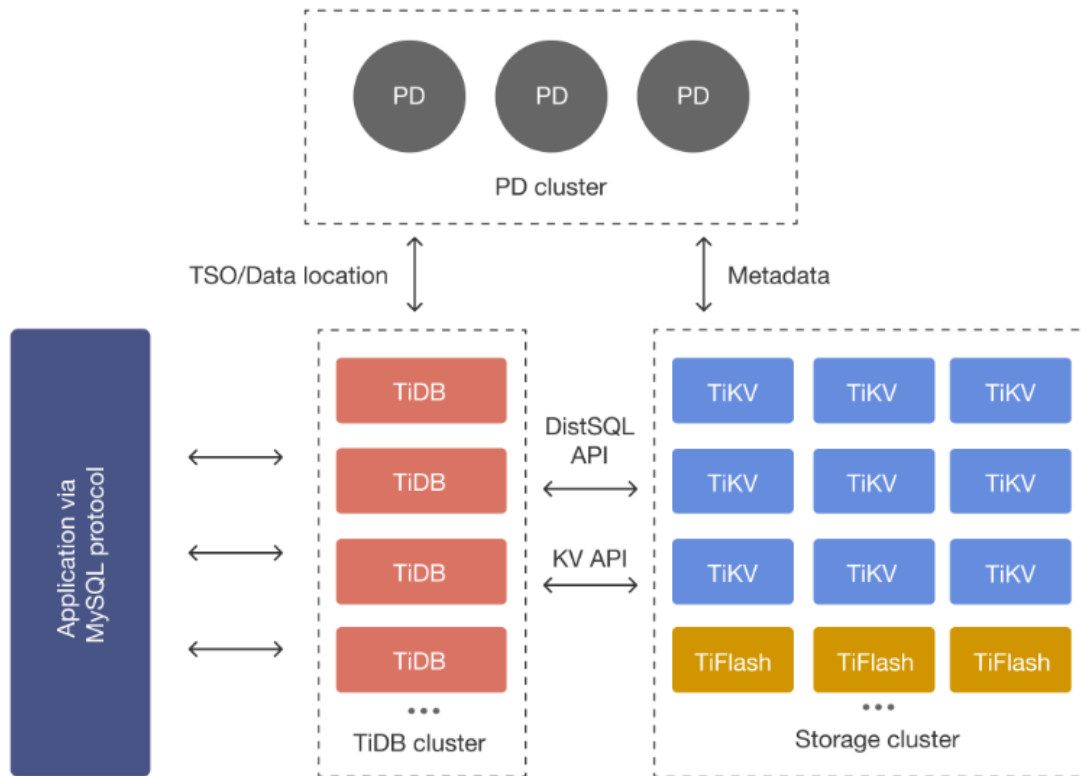 PD PD PD
PD cluster
TSO/Data location
Metadata
Application via
MySQL protocol
TiDB
TiDB
TiDB
TiDB
...
TiDB cluster
DistSQL
API
KV API
TiKV TiKV TiKV
TiKV TiKV TiKV
TiKV TiKV TiKV
TiFlash TiFlash TiFlash
...
Storage cluster